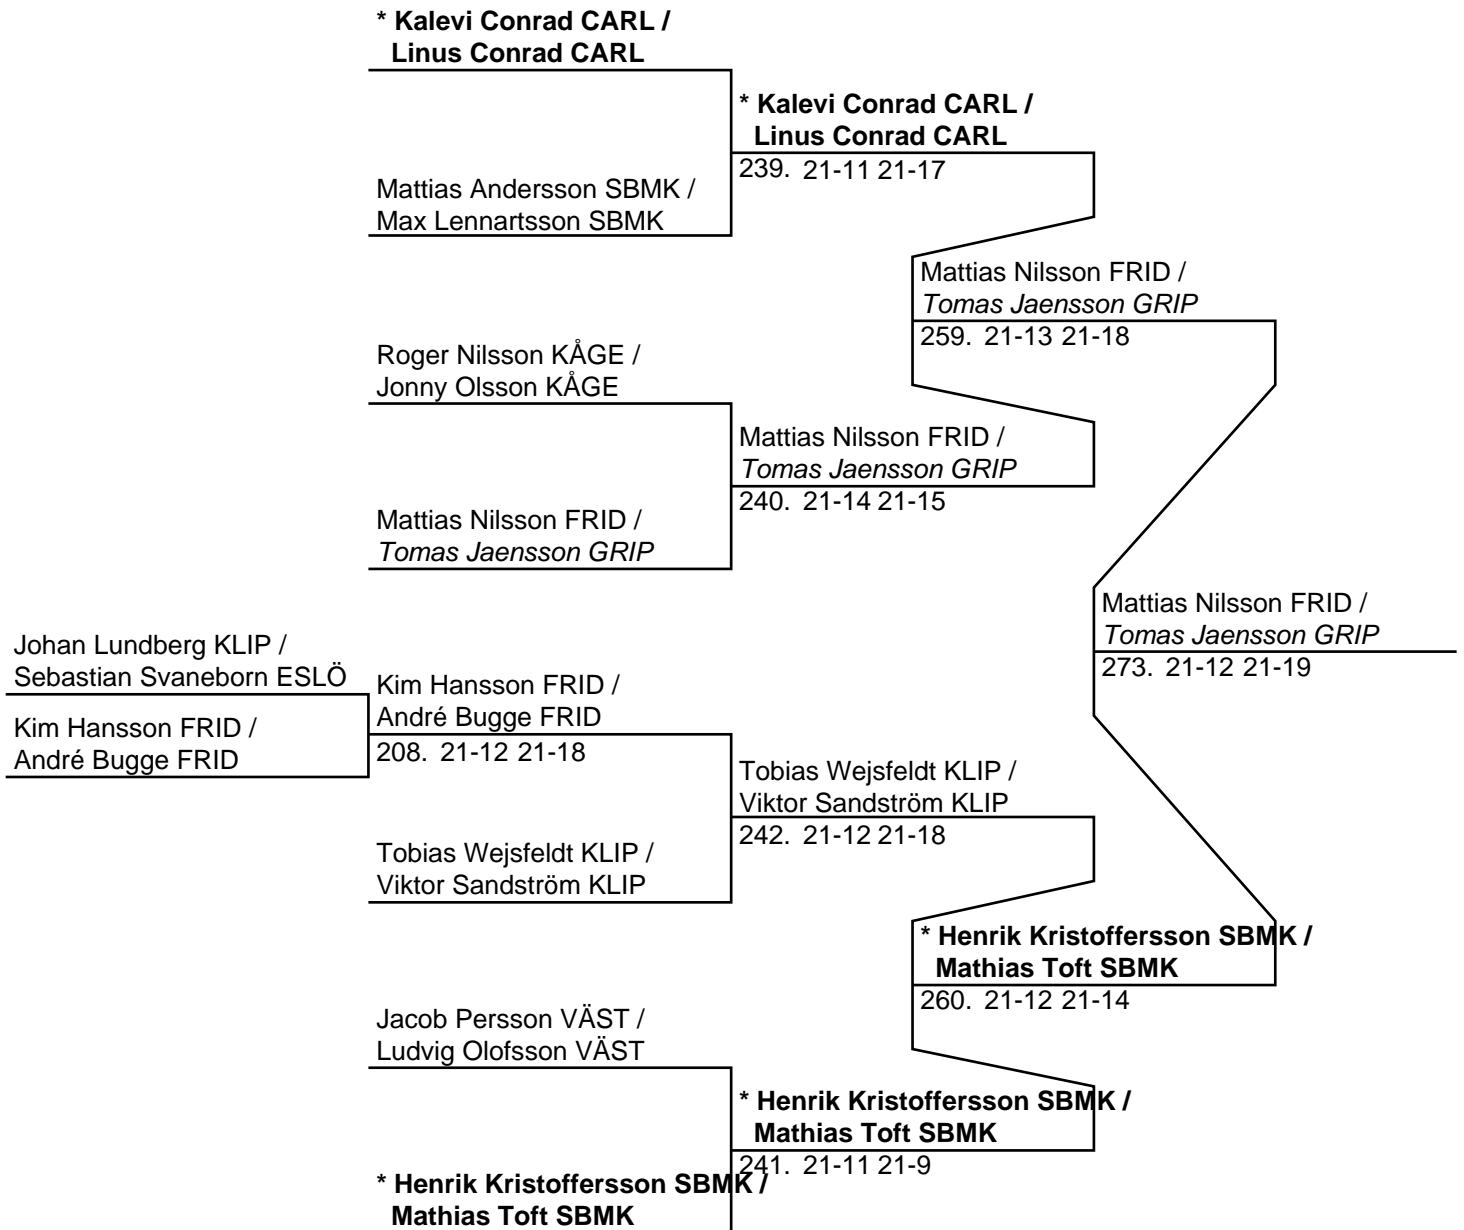 * Kalevi Conrad CARL /
Linus Conrad CARL
* Kalevi Conrad CARL /
Linus Conrad CARL
239. 21-11 21-17
Mattias Andersson SBMK /
Max Lennartsson SBMK
Mattias Nilsson FRID /
Tomas Jaensson GRIP
259. 21-13 21-18
Roger Nilsson KÅGE /
Jonny Olsson KÅGE
Mattias Nilsson FRID /
Tomas Jaensson GRIP
240. 21-14 21-15
Mattias Nilsson FRID /
Tomas Jaensson GRIP
Mattias Nilsson FRID /
Tomas Jaensson GRIP
273. 21-12 21-19
Johan Lundberg KLIP /
Sebastian Svaneborn ESLÖ
Kim Hansson FRID /
André Bugge FRID
208. 21-12 21-18
Kim Hansson FRID /
André Bugge FRID
Tobias Wejsfeldt KLIP /
Viktor Sandström KLIP
242. 21-12 21-18
Tobias Wejsfeldt KLIP /
Viktor Sandström KLIP
* Henrik Kristoffersson SBMK /
Mathias Toft SBMK
260. 21-12 21-14
Jacob Persson VÄST /
Ludvig Olofsson VÄST
* Henrik Kristoffersson SBMK /
Mathias Toft SBMK
241. 21-11 21-9
* Henrik Kristoffersson SBMK /
Mathias Toft SBMK